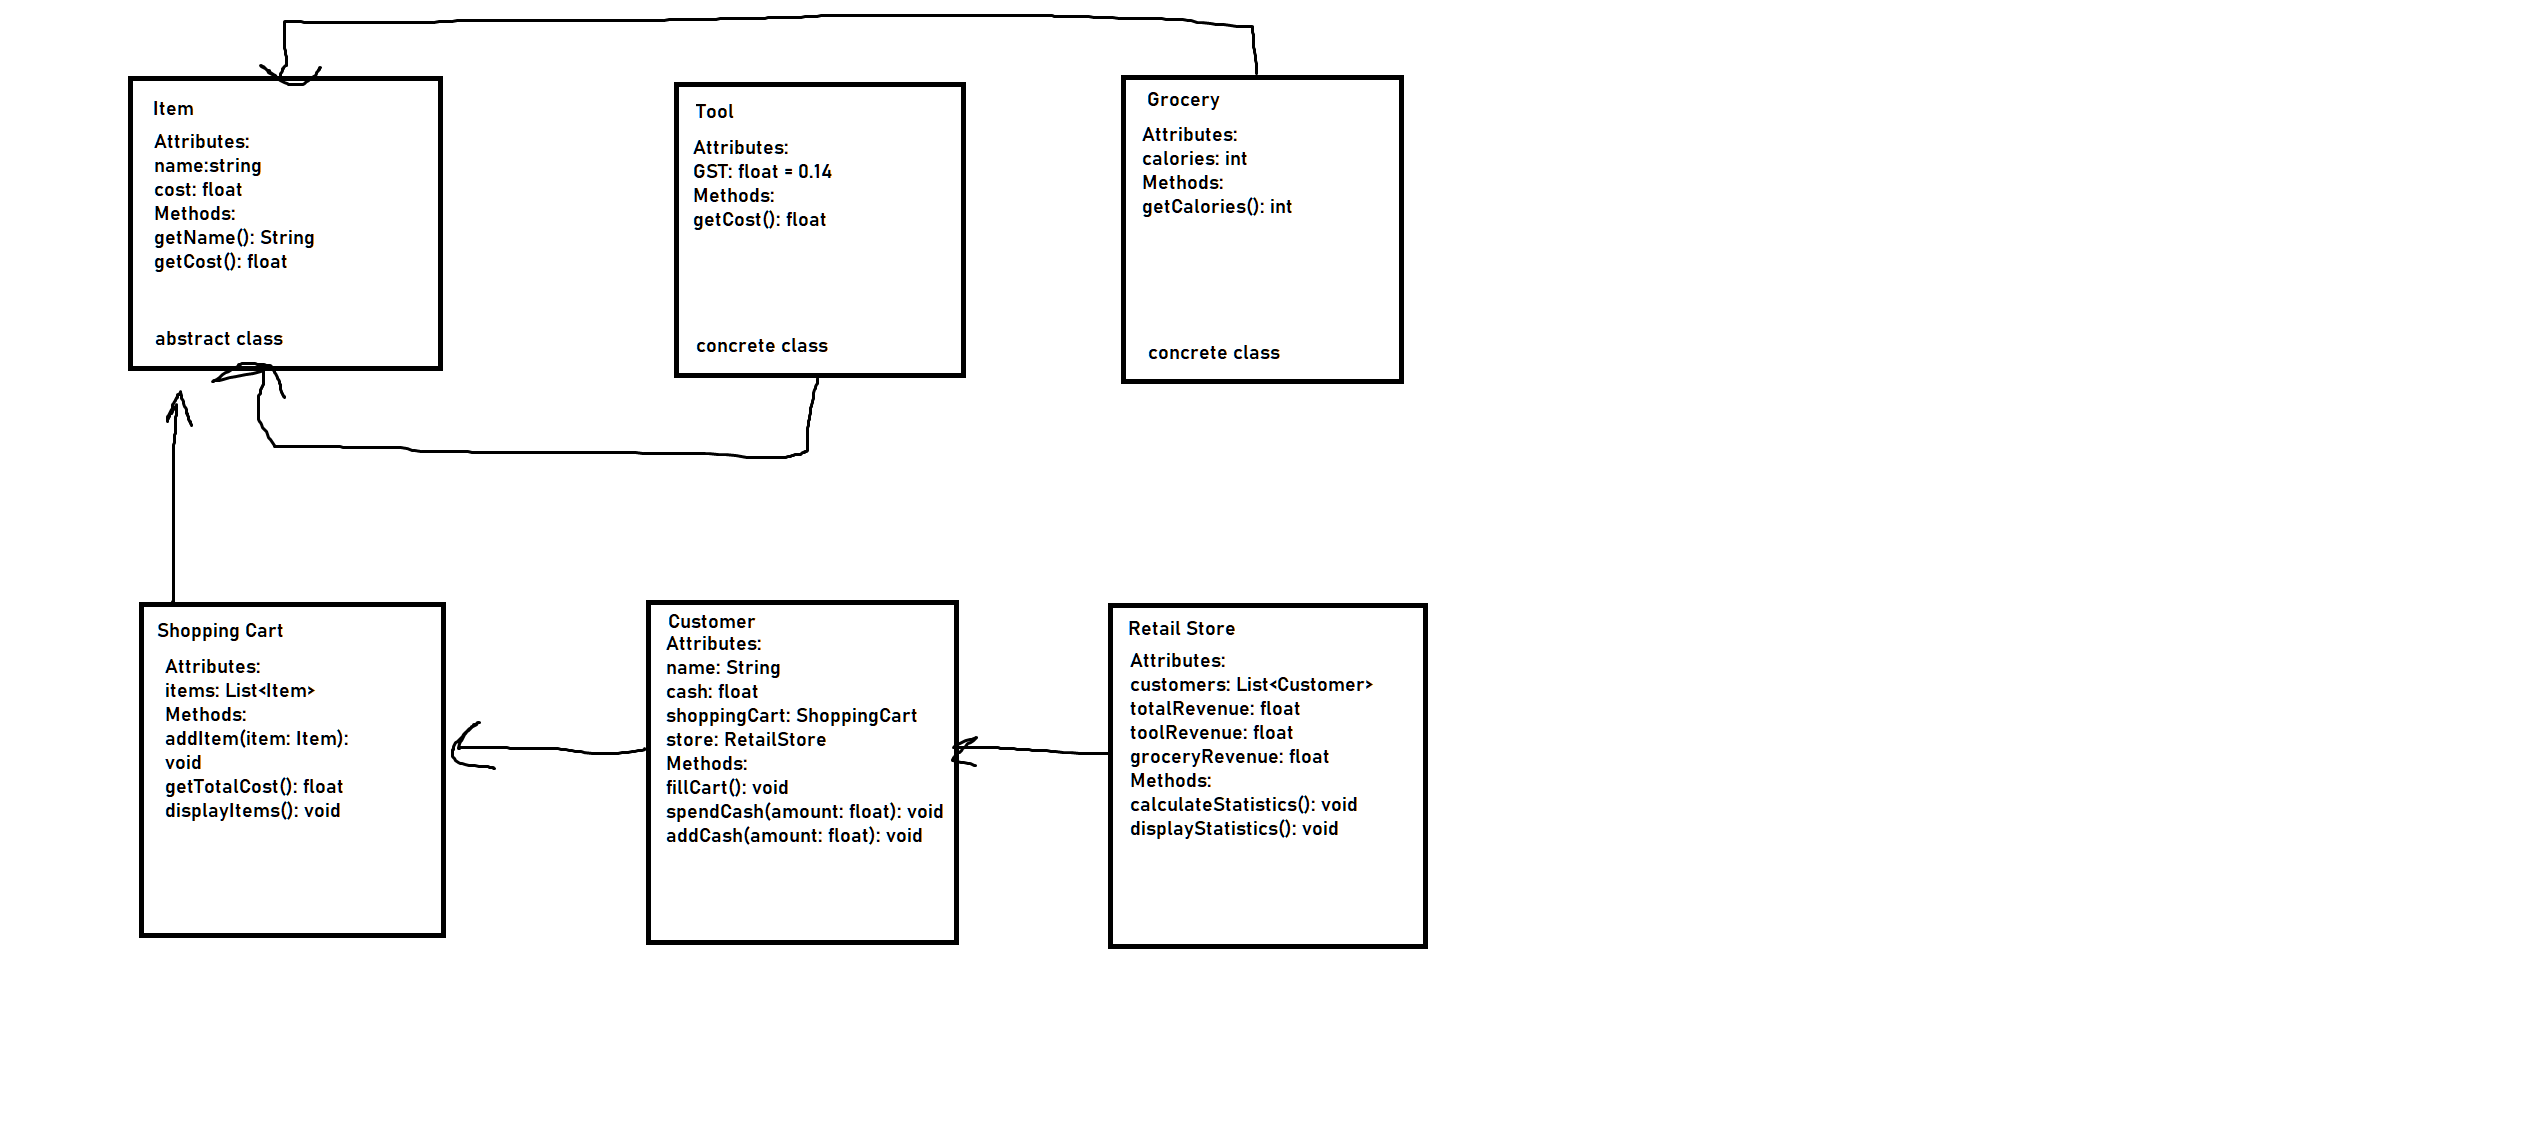 Item
Attributes:
name:string
cost: float
Methods:
getName(): String
getCost(): float
abstract class
Tool
Attributes:
GST: float = 0.14
Methods:
getCost(): float
concrete class
Grocery
Attributes:
calories: int
Methods:
getCalories(): int
concrete class
Shopping Cart
Attributes:
items: List<Item>
Methods:
addItem(item: Item):
void
getTotalCost(): float
displayItems(): void
Customer
Attributes:
name: String
cash: float
shoppingCart: ShoppingCart
store: RetailStore
Methods:
fillCart(): void
spendCash(amount: float): void
addCash(amount: float): void
Retail Store
Attributes:
customers: List<Customer>
totalRevenue: float
toolRevenue: float
groceryRevenue: float
Methods:
calculateStatistics(): void
displayStatistics(): void